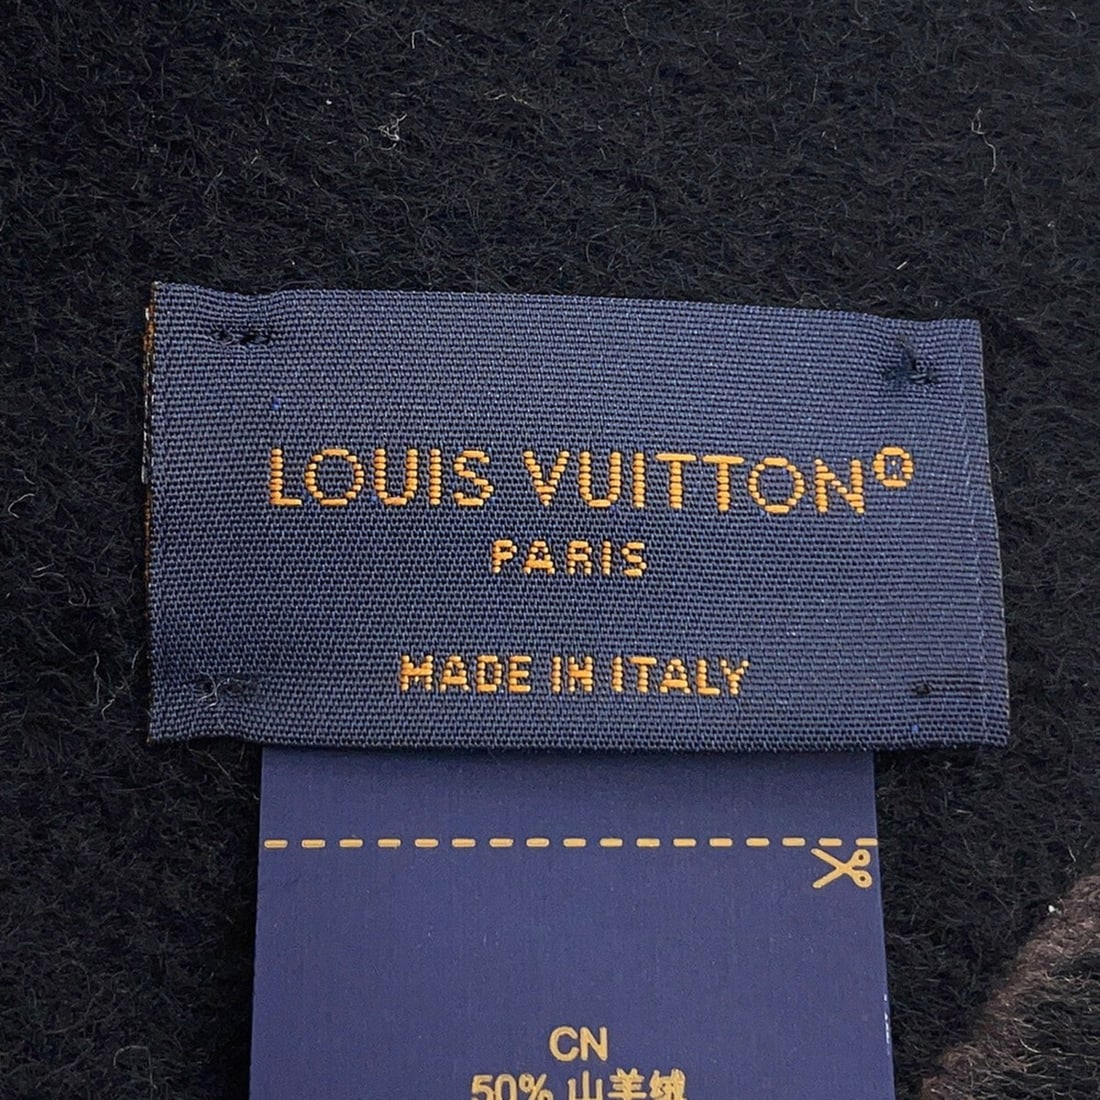 LOUIS VUITTON®
PARIS
MADE IN ITALY
CN
50% 山羊绒